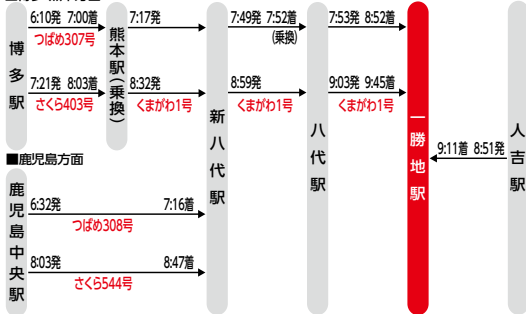 6:10発 7:00着
つばめ307号
7:17発
7:49発 7:52着
(乗換)
7:53発 8:52着
博多駅
熊本駅(乗換)
7:21発 8:03着
さくら403号
8:32発
くまがわ1号
8:59発
くまがわ1号
9:03発 9:45着
くまがわ1号
新八代駅
八代駅
一勝地駅
9:11着 8:51発
人吉駅
■鹿児島方面
鹿児島中央駅
6:32発 7:16着
つばめ308号
8:03発 8:47着
さくら544号